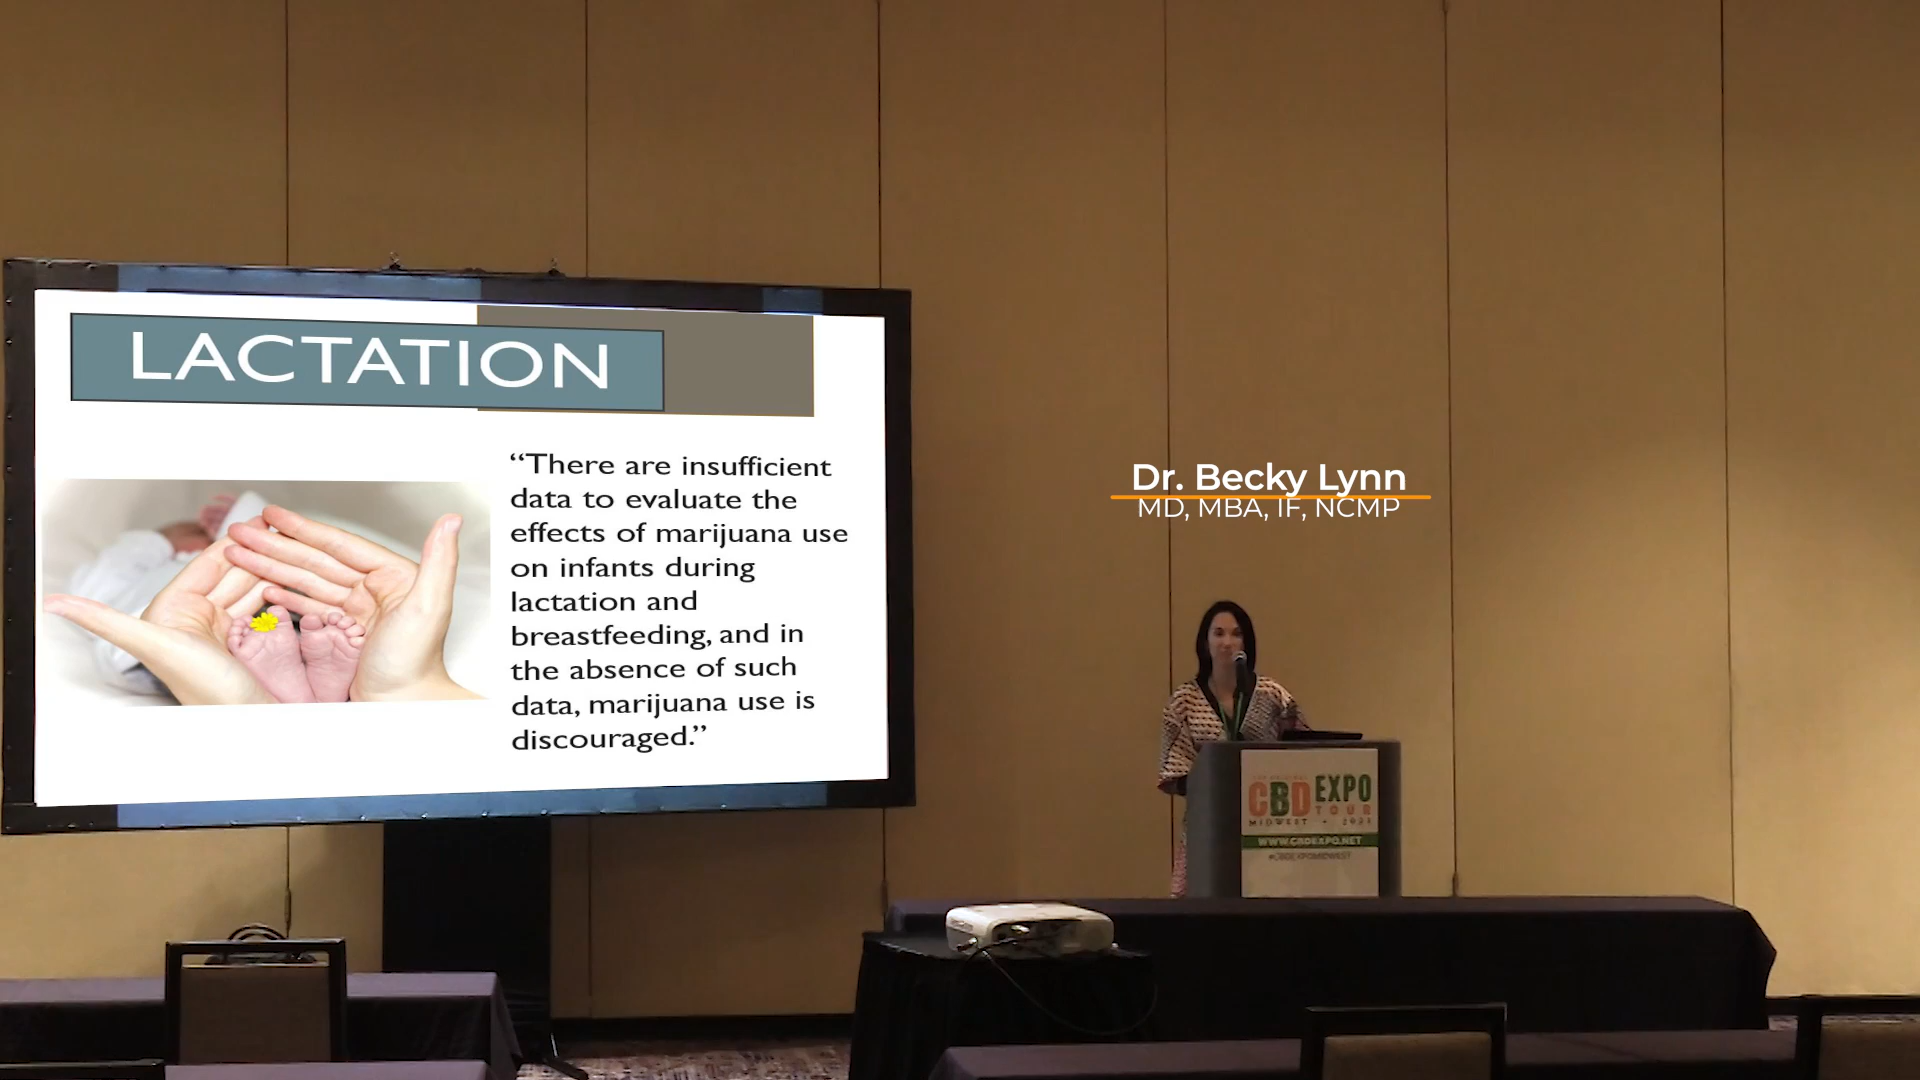 LACTATION
“There are insufficient
data to evaluate the
effects of marijuana use
on infants during
lactation and
breastfeeding, and in
the absence of such
data, marijuana use is
discouraged.”
Dr. Becky Lynn
MD, MBA, IF, NCMP
CBD EXPO
TOUR
MIDWEST
WWW.CBDEXPO.NET
#CBDEXPOMIDWEST